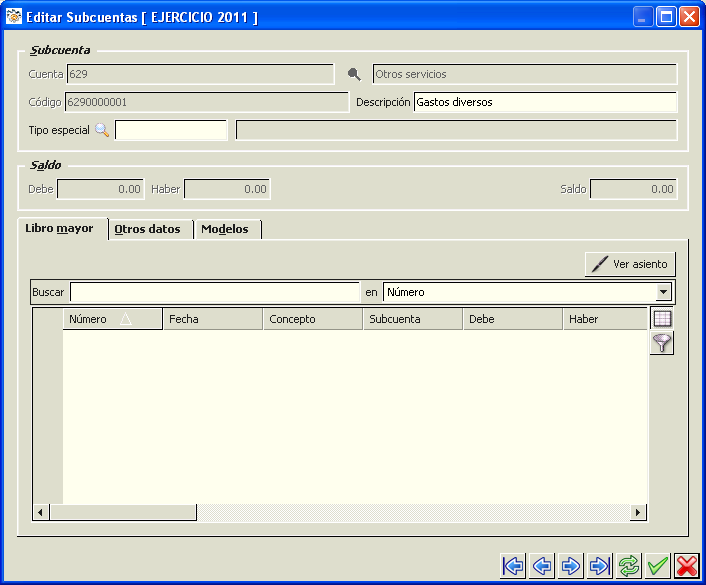 Editar Subcuentas [ EJERCICIO 2011 ]
Subcuenta
Cuenta 629 Otros servicios
Código 6290000001 Descripción Gastos diversos
Tipo especial
Saldo
Debe 0.00 Haber 0.00 Saldo 0.00
Libro mayor Otros datos Modelos
Ver asiento
Buscar en Número
Número Fecha Concepto Subcuenta Debe Haber